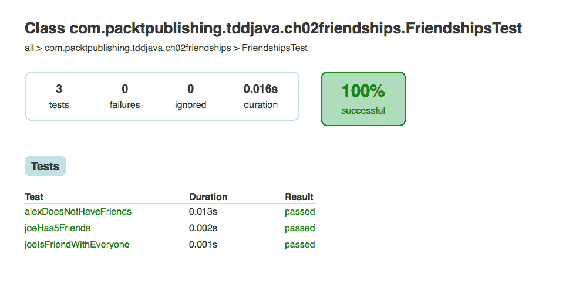 Class com.packtpublishing.tddjava.ch02friendships.FriendshipsTest
all > com.packtpublishing.tddjava.ch02friendships > FriendshipsTest
3 0 0 0.016s 100%
tests failures ignored duration successful
Tests
Test Duration Result
alexDoesNotHaveFriends 0.013s passed
joeHas5Friends 0.002s passed
joeIsFriendWithEveryone 0.001s passed